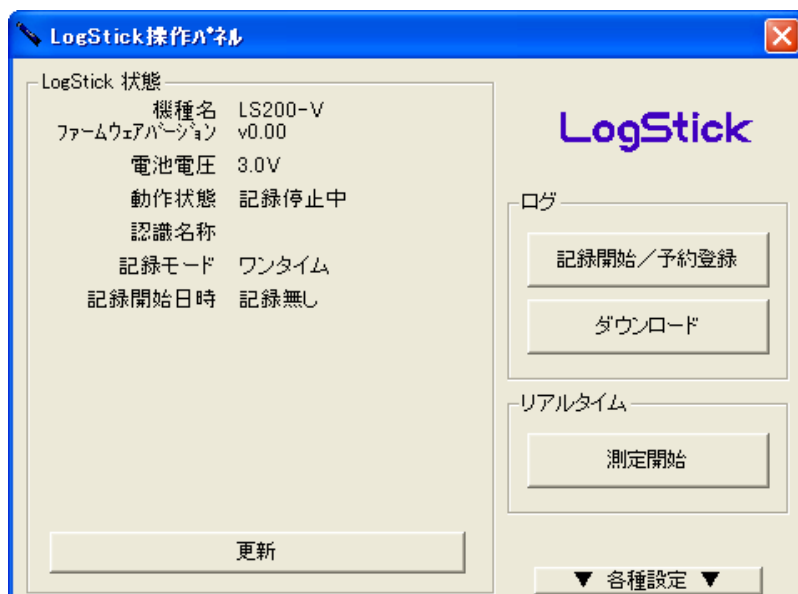 LogStick操作ﾊﾟﾈﾙ
LogStick 状態
機種名 LS200-V
ファームウェアバージョン v0.00
電池電圧 3.0V
動作状態 記録停止中
認識名称
記録モード ワンタイム
記録開始日時 記録無し
更新
LogStick
ログ
記録開始／予約登録
ダウンロード
リアルタイム
測定開始
▼ 各種設定 ▼